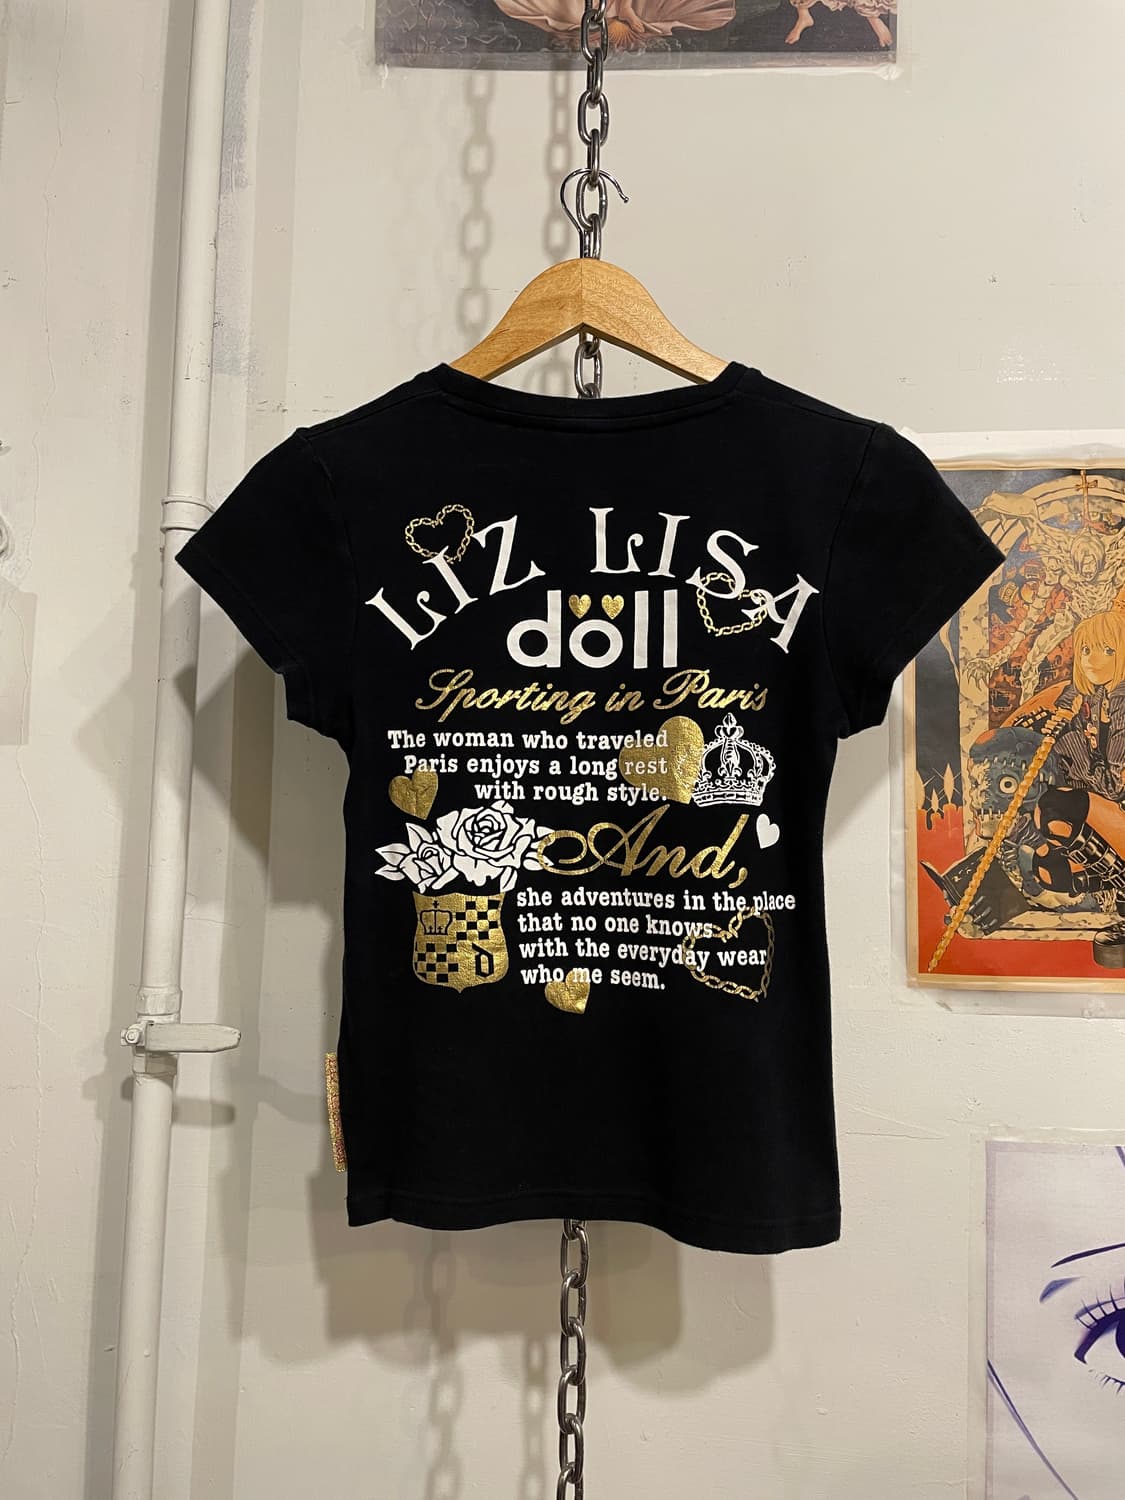 LIZ LISA
döll
Sporting in Paris
The woman who traveled
Paris enjoys a long rest
with rough style.
And,
she adventures in the place
that no one knows
with the everyday wear
who me seem.